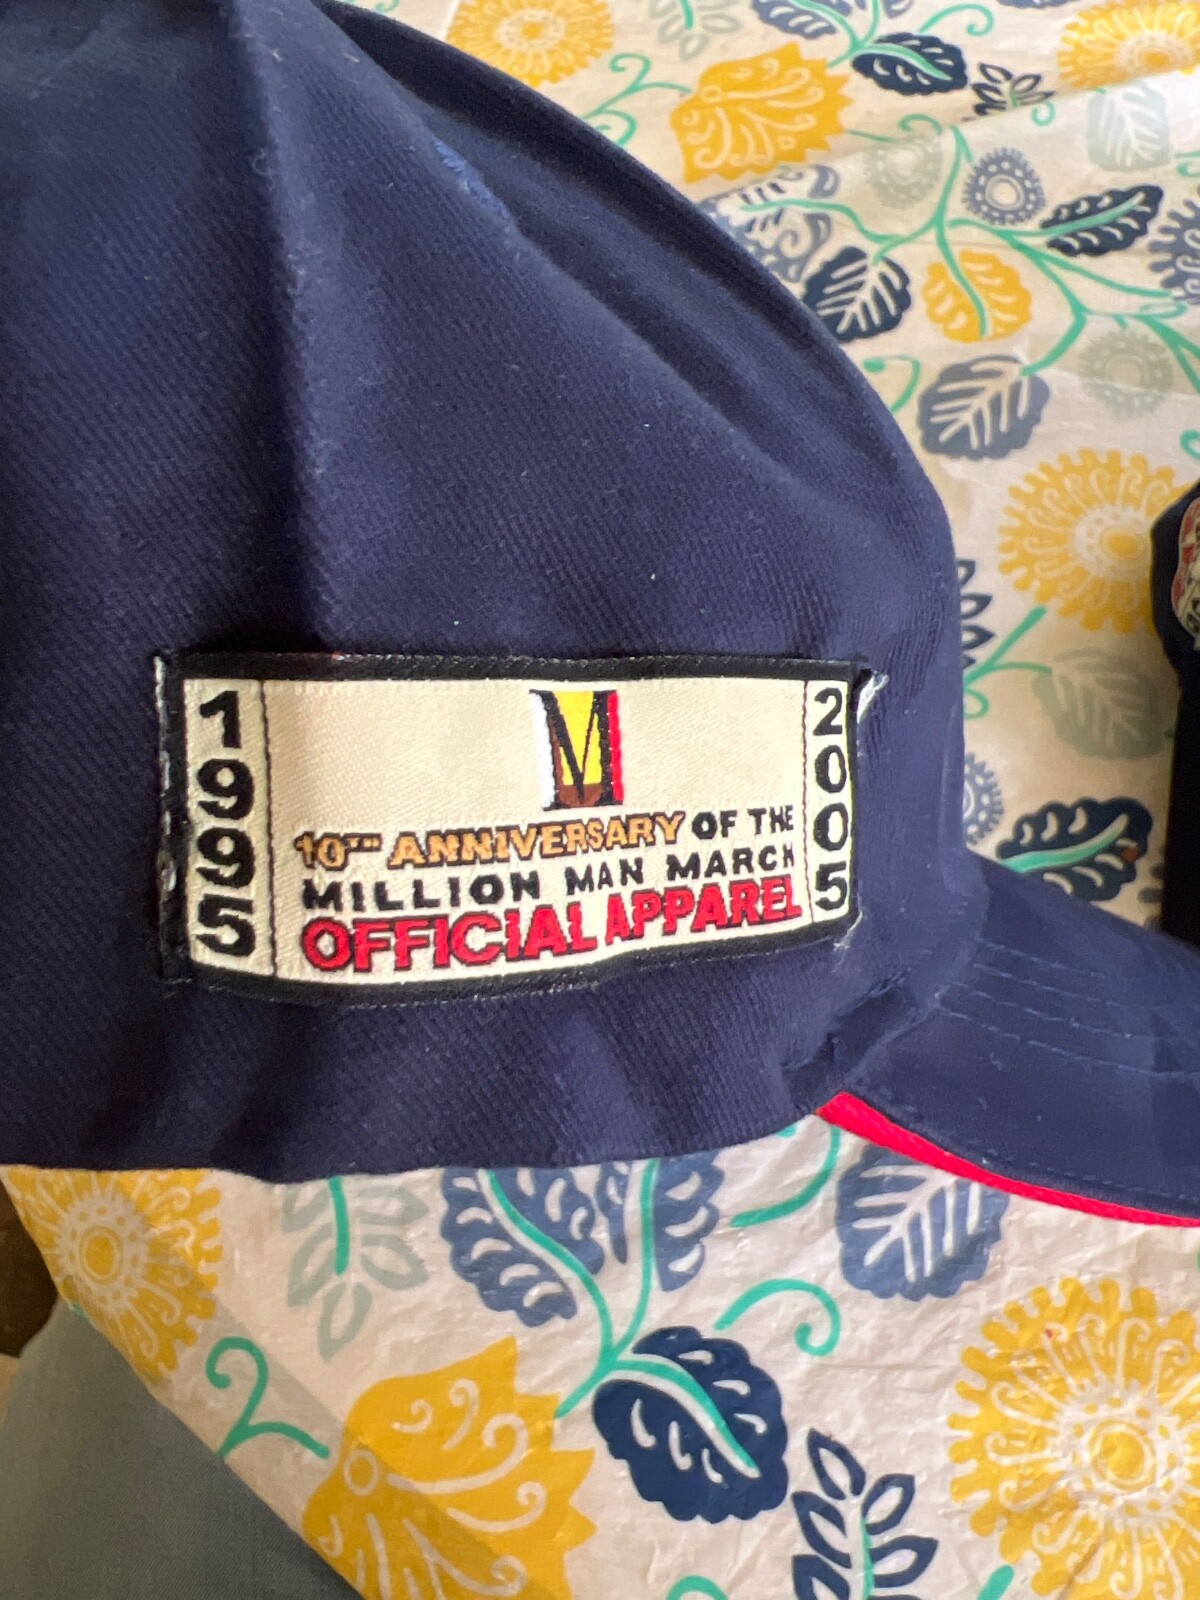 1995
M
10TH ANNIVERSARY OF THE
MILLION MAN MARCH
OFFICIAL APPAREL
2005